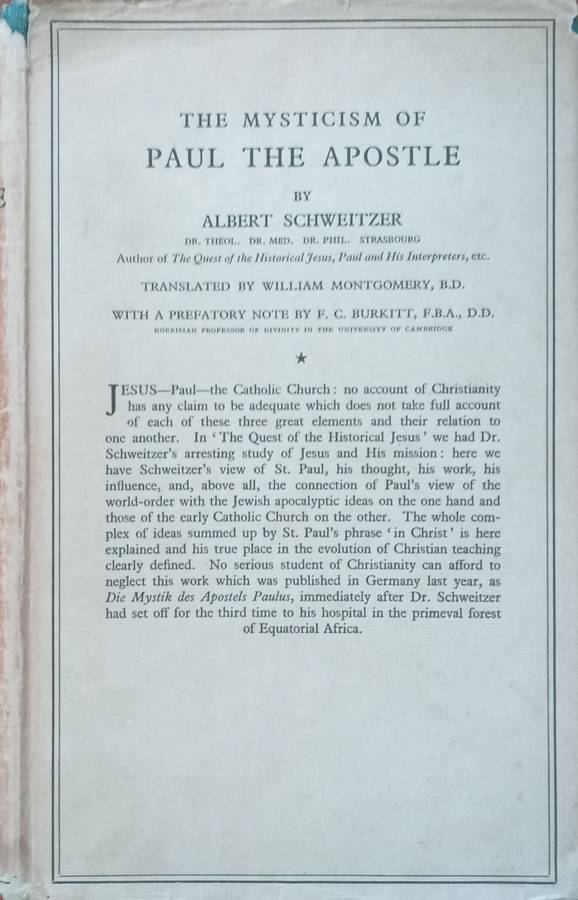 THE MYSTICISM OF
PAUL THE APOSTLE
BY
ALBERT SCHWEITZER
DR. THEOL., DR. MED., DR. PHIL., STRASBOURG
Author of The Quest of the Historical Jesus, Paul and His Interpreters, etc.
TRANSLATED BY WILLIAM MONTGOMERY, B.D.
WITH A PREFATORY NOTE BY F. C. BURKITT, F.B.A., D.D.
NORRISIAN PROFESSOR OF DIVINITY IN THE UNIVERSITY OF CAMBRIDGE
★
JESUS—Paul—the Catholic Church: no account of Christianity
has any claim to be adequate which does not take full account
of each of these three great elements and their relation to
one another. In ‘The Quest of the Historical Jesus’ we had Dr.
Schweitzer's arresting study of Jesus and His mission: here we
have Schweitzer's view of St. Paul, his thought, his work, his
influence, and, above all, the connection of Paul's view of the
world-order with the Jewish apocalyptic ideas on the one hand and
those of the early Catholic Church on the other. The whole com-
plex of ideas summed up by St. Paul's phrase ‘in Christ’ is here
explained and his true place in the evolution of Christian teaching
clearly defined. No serious student of Christianity can afford to
neglect this work which was published in Germany last year, as
Die Mystik des Apostels Paulus, immediately after Dr. Schweitzer
had set off for the third time to his hospital in the primeval forest
of Equatorial Africa.